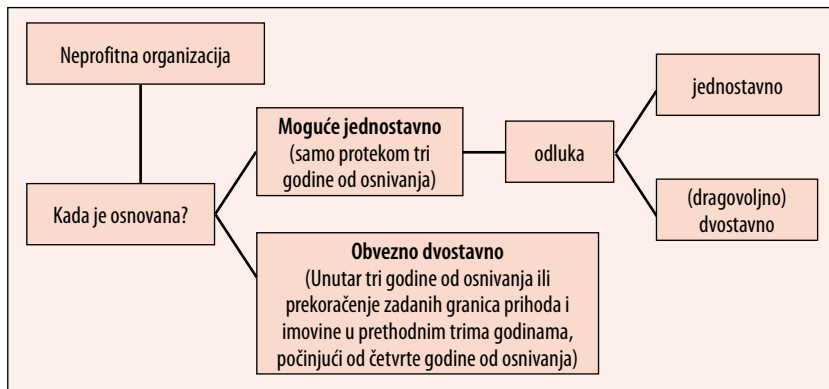 Neprofitna organizacija
Kada je osnovana?
Moguće jednostavno
(samo protekom tri
godine od osnivanja)
Obvezno dvostavno
(Unutar tri godine od osnivanja ili
prekoračenje zadanih granica prihoda i
imovine u prethodnim trima godinama,
počinjući od četvrte godine od osnivanja)
odluka
jednostavno
(dragovoljno)
dvostavno